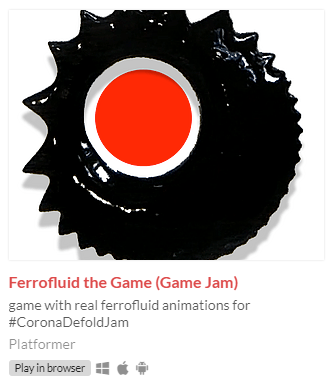 Ferrofluid the Game (Game Jam)
game with real ferrofluid animations for
#CoronaDefoldJam
Platformer
Play in browser